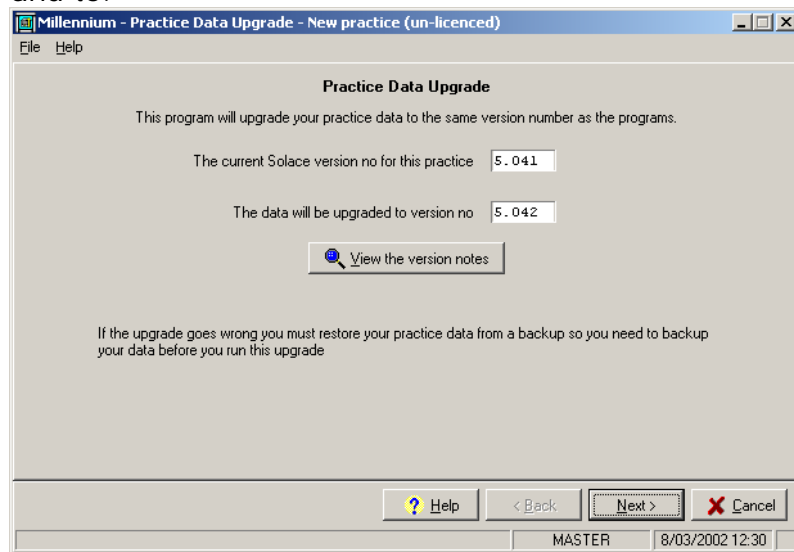 Millennium - Practice Data Upgrade - New practice (un-licenced)
File Help
Practice Data Upgrade
This program will upgrade your practice data to the same version number as the programs.
The current Solace version no for this practice 5.041
The data will be upgraded to version no 5.042
View the version notes
If the upgrade goes wrong you must restore your practice data from a backup so you need to backup
your data before you run this upgrade
? Help < Back Next > Cancel
MASTER 8/03/2002 12:30